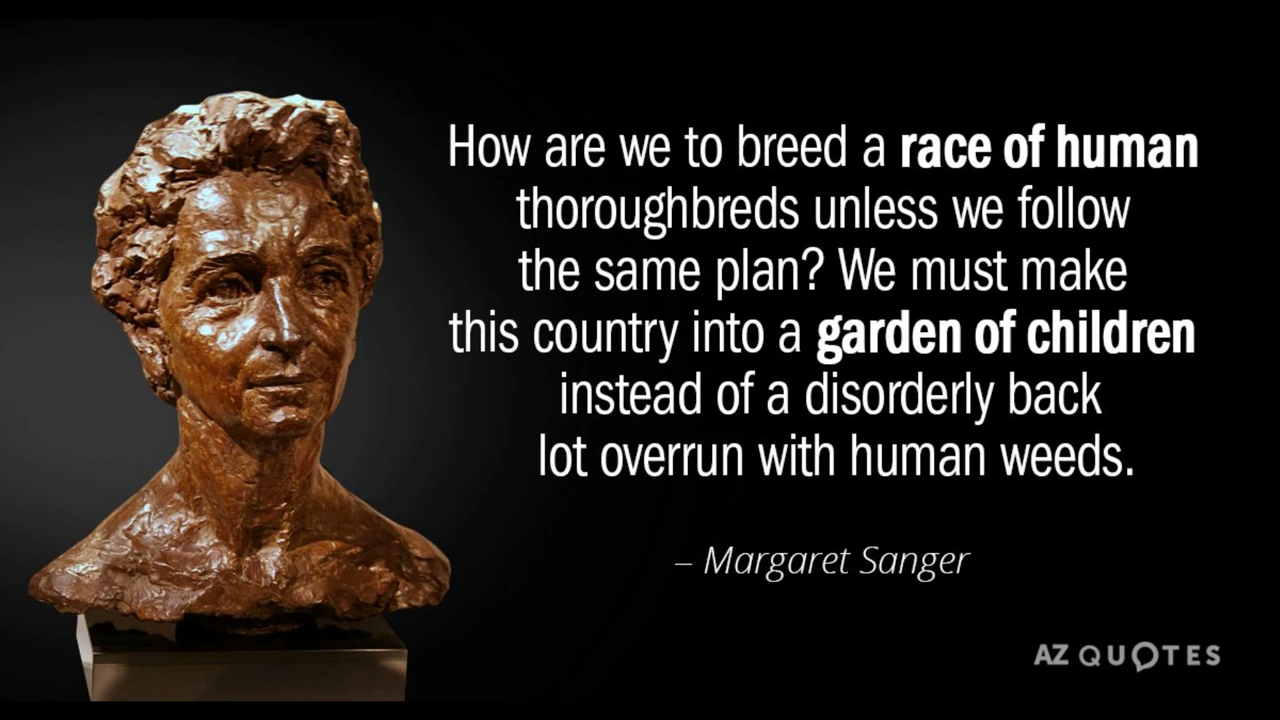 How are we to breed a race of human
thoroughbreds unless we follow
the same plan? We must make
this country into a garden of children
instead of a disorderly back
lot overrun with human weeds.
– Margaret Sanger
AZ QUOTES